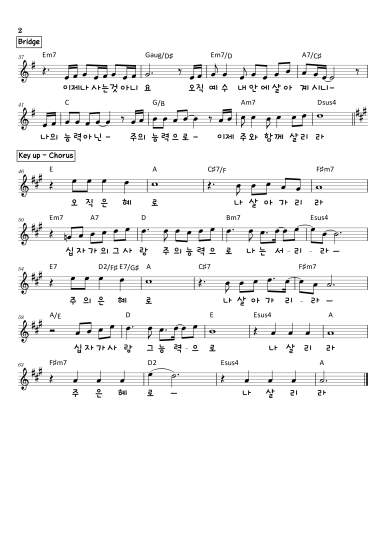 2
Bridge
37 Em7 Gaug/D♯ Em7/D A7/C♯
이제나 사는것아니 요 오직 예 수 내 안에살아 계 시니-
41 C G/B Am7 Dsus4
나의 능력아닌- 주의 능력으로- 이제 주와 함께 살리 라
Key up - Chorus
46 E A C♯7/F F♯m7
오 직 은 혜 로 나 살 아 가 리 라
50 Em7 A7 D Bm7 Esus4
십 자 가 의 그 사 랑 주 의 능 력 으 로 나 는 서 - 리 라 -
54 E7 D2/F♯ E7/G♯ A C♯7 F♯m7
주 의 은 혜 로 나 살 아 가 리 - 라 -
58 A/E D E Esus4 A
십 자 가 사 랑 그 능 력 - 으 로 나 살 리 라
62 F♯m7 D2 Esus4 A
주 은 혜 로 - 나 살 리 라